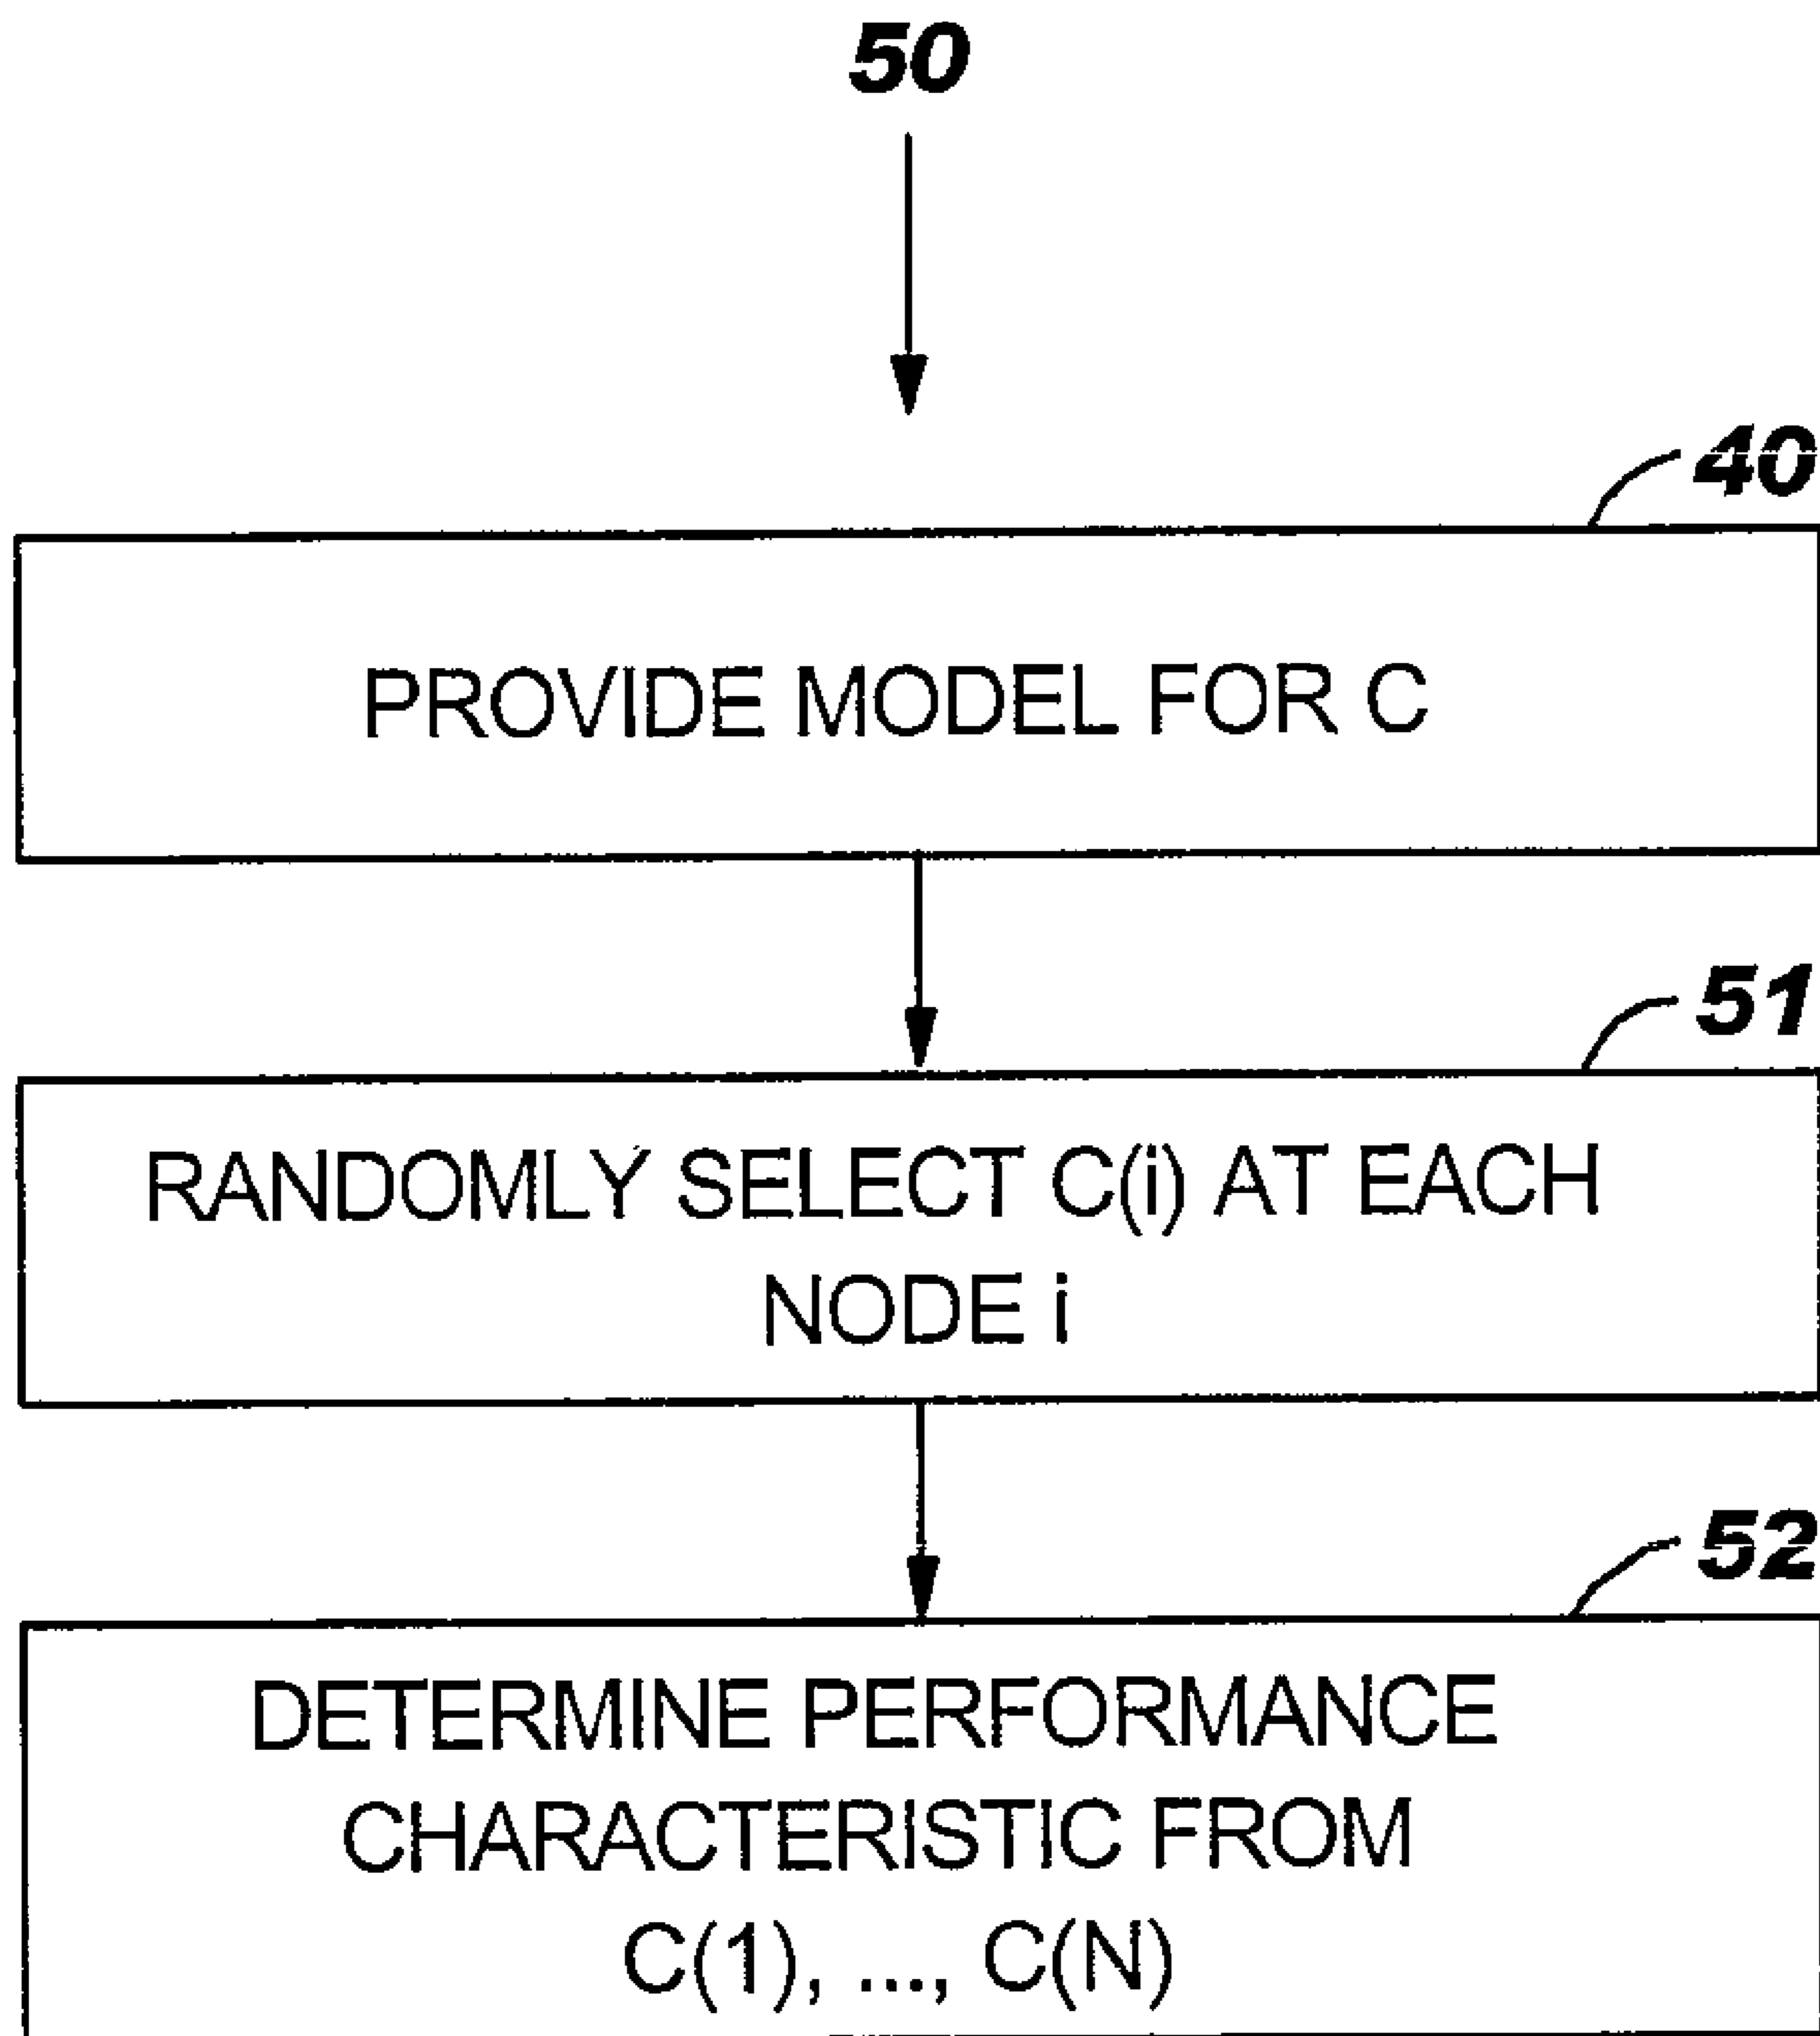 50
40
PROVIDE MODEL FOR C
51
RANDOMLY SELECT C(i) AT EACH
NODE i
52
DETERMINE PERFORMANCE
CHARACTERISTIC FROM
C(1), ..., C(N)